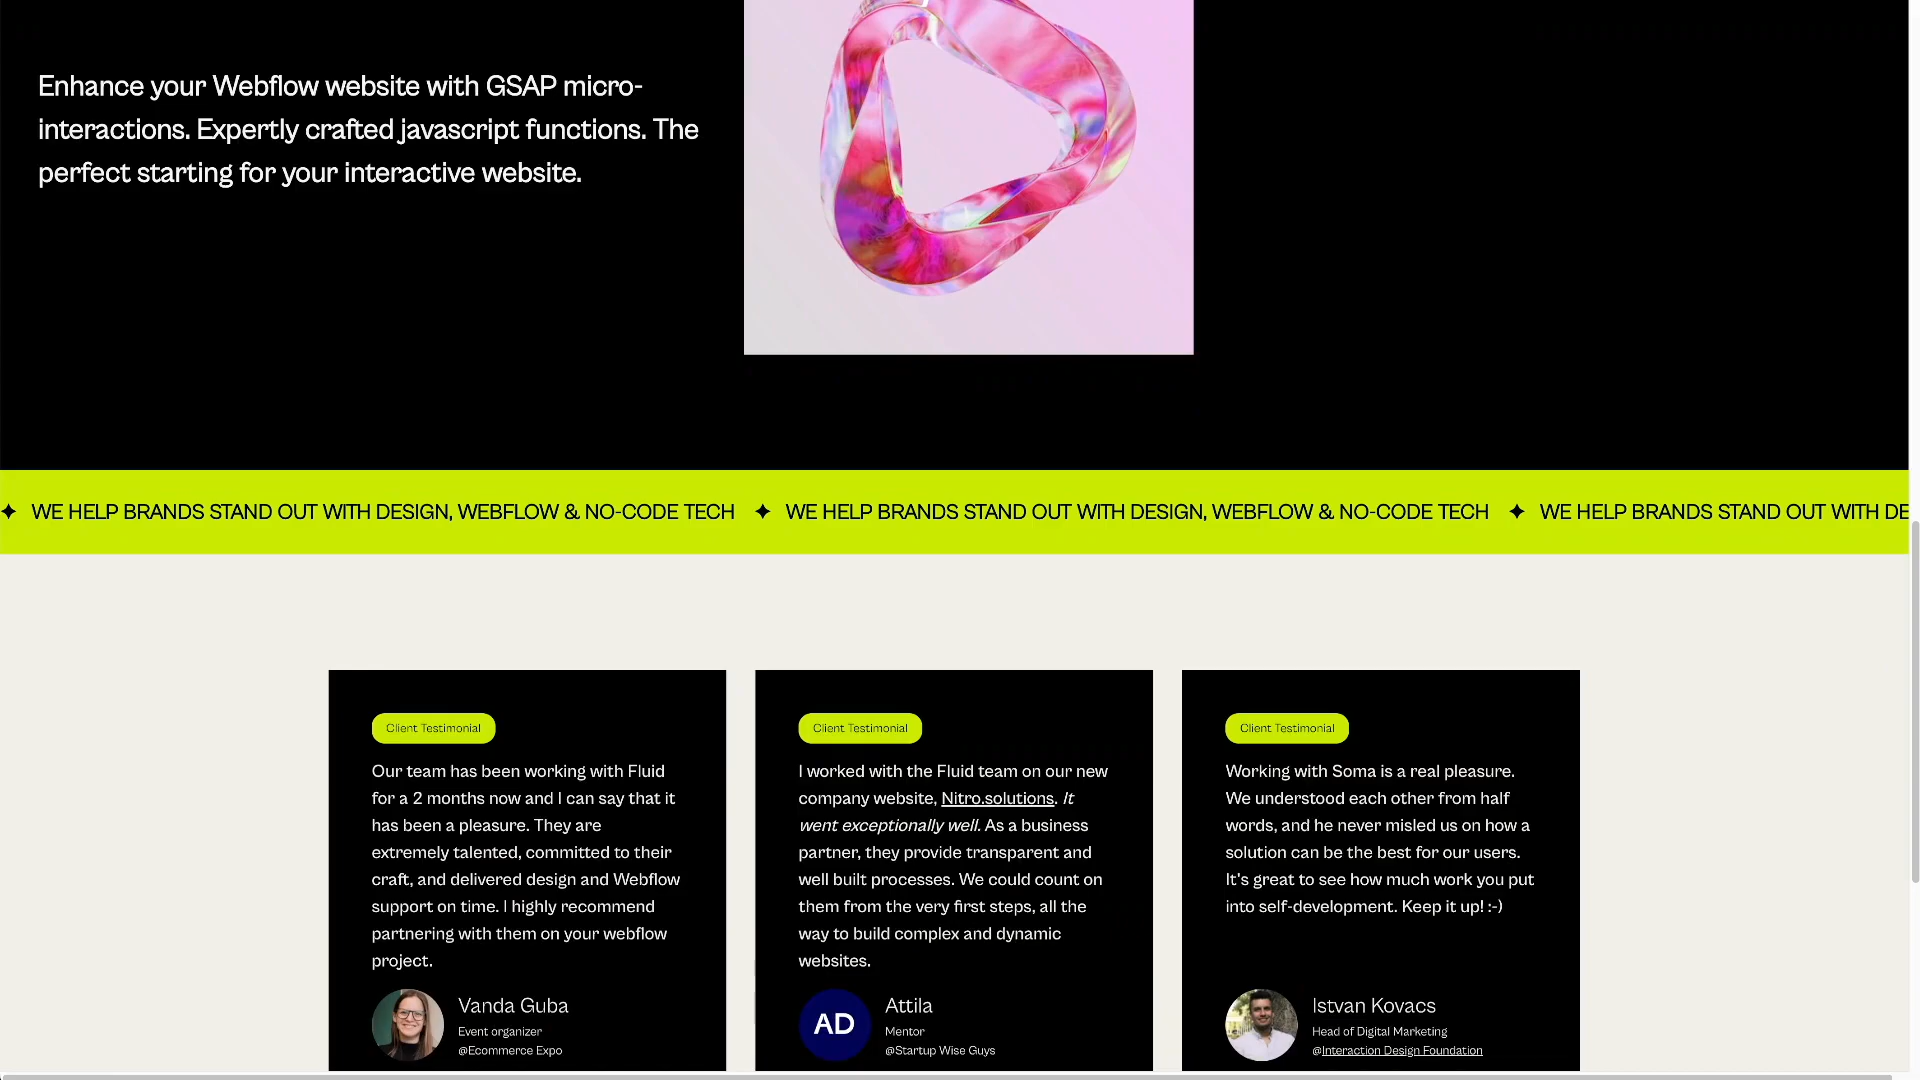 Enhance your Webflow website with GSAP micro-
interactions. Expertly crafted javascript functions. The
perfect starting for your interactive website.
✦ WE HELP BRANDS STAND OUT WITH DESIGN, WEBFLOW & NO-CODE TECH ✦ WE HELP BRANDS STAND OUT WITH DESIGN, WEBFLOW & NO-CODE TECH ✦ WE HELP BRANDS STAND OUT WITH DE
Client Testimonial
Our team has been working with Fluid
for a 2 months now and I can say that it
has been a pleasure. They are
extremely talented, committed to their
craft, and delivered design and Webflow
support on time. I highly recommend
partnering with them on your webflow
project.
Vanda Guba
Event organizer
@Ecommerce Expo
Client Testimonial
I worked with the Fluid team on our new
company website, Nitro.solutions. It
went exceptionally well. As a business
partner, they provide transparent and
well built processes. We could count on
them from the very first steps, all the
way to build complex and dynamic
websites.
AD
Attila
Mentor
@Startup Wise Guys
Client Testimonial
Working with Soma is a real pleasure.
We understood each other from half
words, and he never misled us on how a
solution can be the best for our users.
It's great to see how much work you put
into self-development. Keep it up! :-)
Istvan Kovacs
Head of Digital Marketing
@Interaction Design Foundation